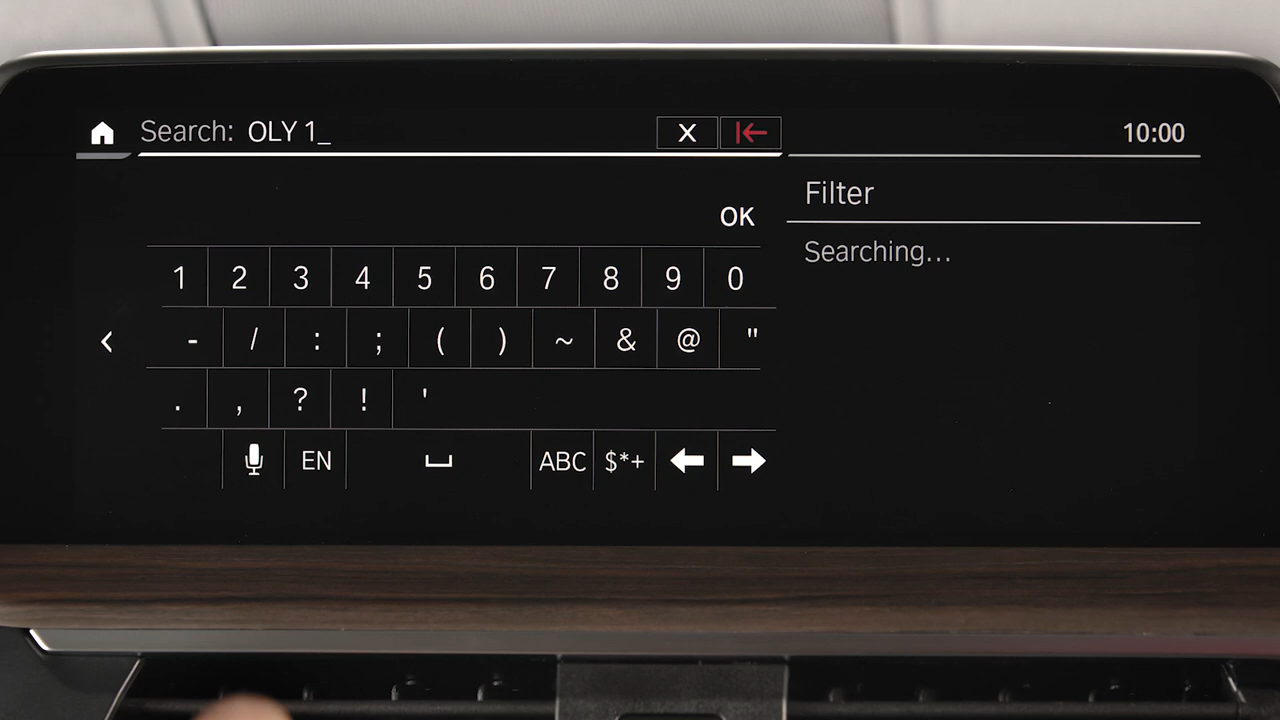 Search: OLY 1_ X 10:00
Filter
OK
Searching...
1 2 3 4 5 6 7 8 9 0
- / : ; ( ) ~ & @ "
. , ? ! '
EN ABC $*+